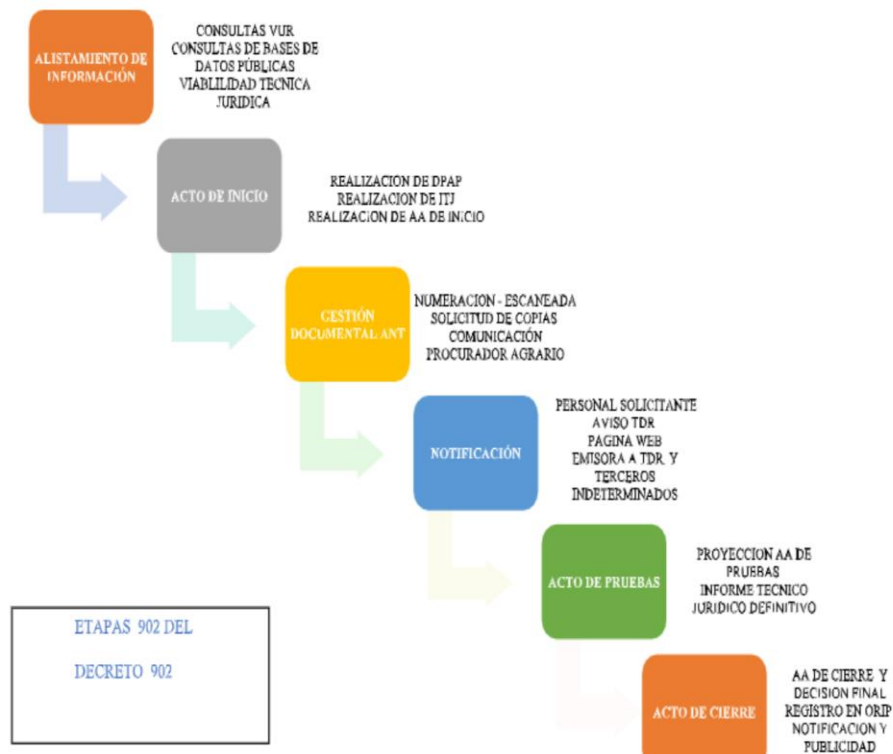 ALISTAMIENTO DE
INFORMACIÓN
CONSULTAS VUR
CONSULTAS DE BASES DE
DATOS PÚBLICAS
VIABLILIDAD TECNICA
JURIDICA
ACTO DE INICIO
REALIZACION DE DPAP
REALIZACION DE ITJ
REALIZACION DE AA DE INICIO
GESTIÓN
DOCUMENTAL ANT
NUMERACION - ESCANEADA
SOLICITUD DE COPIAS
COMUNICACIÓN
PROCURADOR AGRARIO
NOTIFICACIÓN
PERSONAL SOLICITANTE
AVISO TDR
PAGINA WEB
EMISORA A TDR Y
TERCEROS
INDETERMINADOS
ACTO DE PRUEBAS
PROYECCION AA DE
PRUEBAS
INFORME TECNICO
JURIDICO DEFINITIVO
ETAPAS 902 DEL
DECRETO 902
ACTO DE CIERRE
AA DE CIERRE Y
DECISION FINAL
REGISTRO EN ORIP
NOTIFICACION Y
PUBLICIDAD